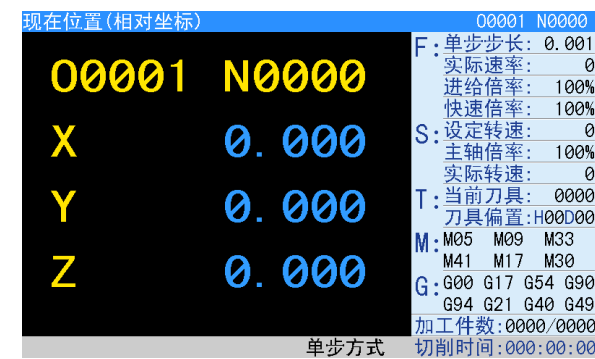 现在位置(相对坐标) O0001 N0000
O0001 N0000
X 0.000
Y 0.000
Z 0.000
F:单步步长: 0.001
实际速率: 0
进给倍率: 100%
快速倍率: 100%
S:设定转速: 0
主轴倍率: 100%
实际转速: 0
T:当前刀具: 0000
刀具偏置:H00D00
M:M05 M09 M33
M41 M17 M30
G:G00 G17 G54 G90
G94 G21 G40 G49
加工件数:0000/0000
单步方式 切削时间:000:00:00